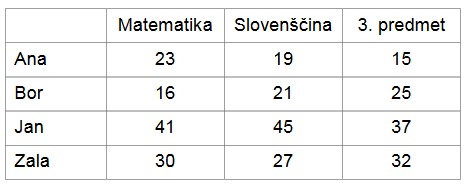 Matematika Slovenščina 3. predmet
Ana 23 19 15
Bor 16 21 25
Jan 41 45 37
Zala 30 27 32